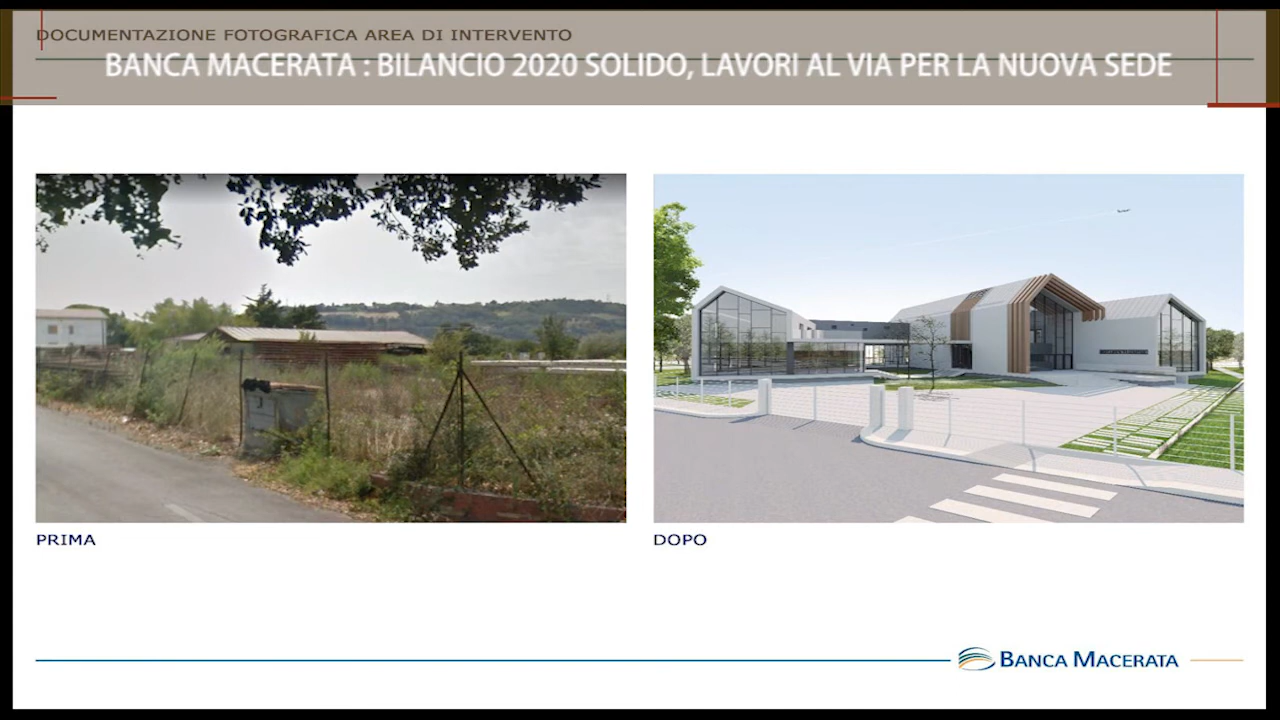 DOCUMENTAZIONE FOTOGRAFICA AREA DI INTERVENTO
BANCA MACERATA : BILANCIO 2020 SOLIDO, LAVORI AL VIA PER LA NUOVA SEDE
PRIMA
DOPO
BANCA MACERATA